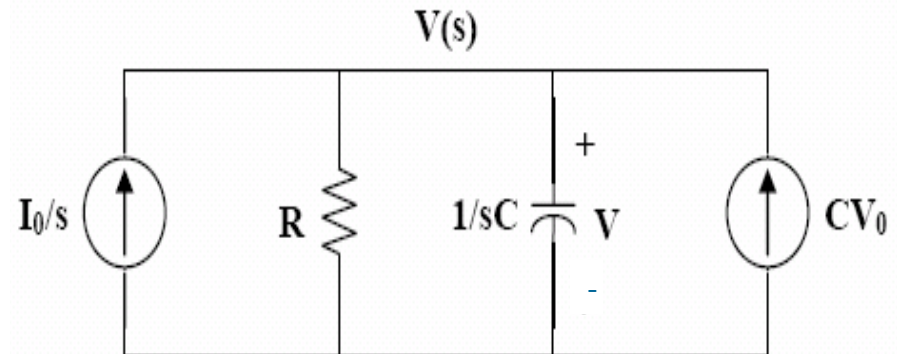 V(s)
+
I₀/s
R
1/sC
V
CV₀
-